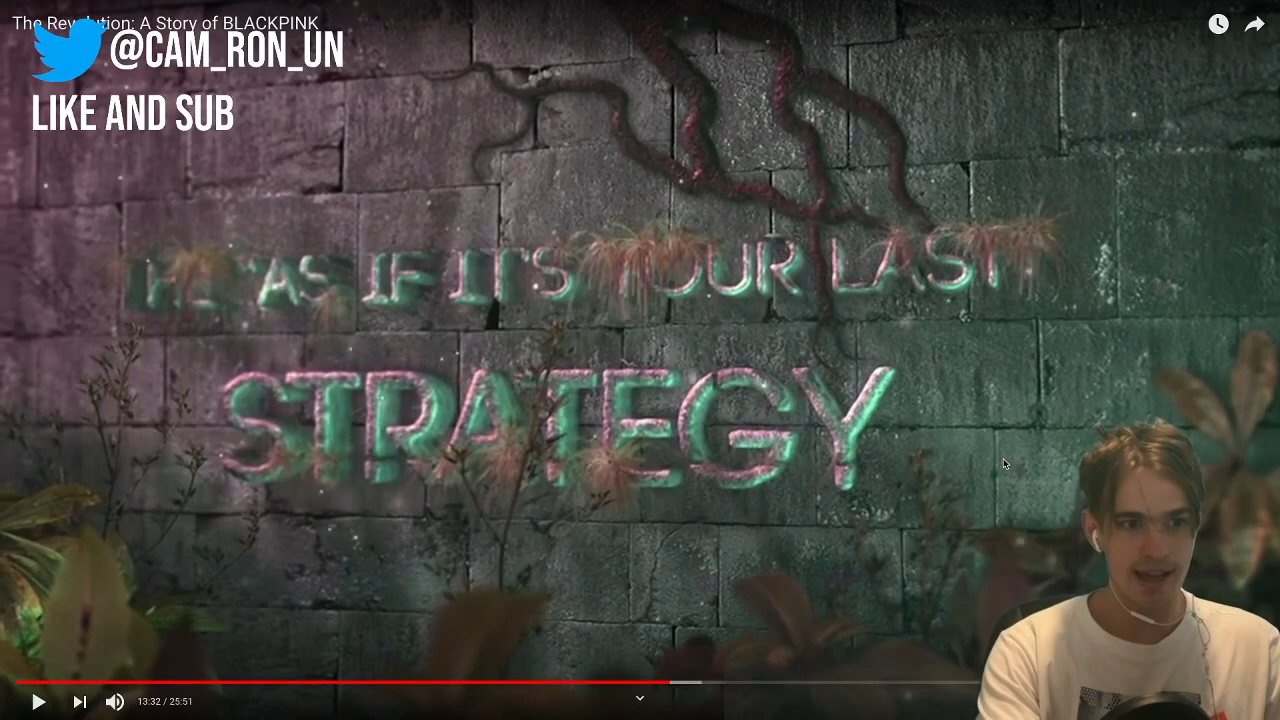 The Revolution: A Story of BLACKPINK
@CAM_RON_UN
LIKE AND SUB
"AS IF IT'S YOUR LAST"
STRATEGY
13:32 / 25:51